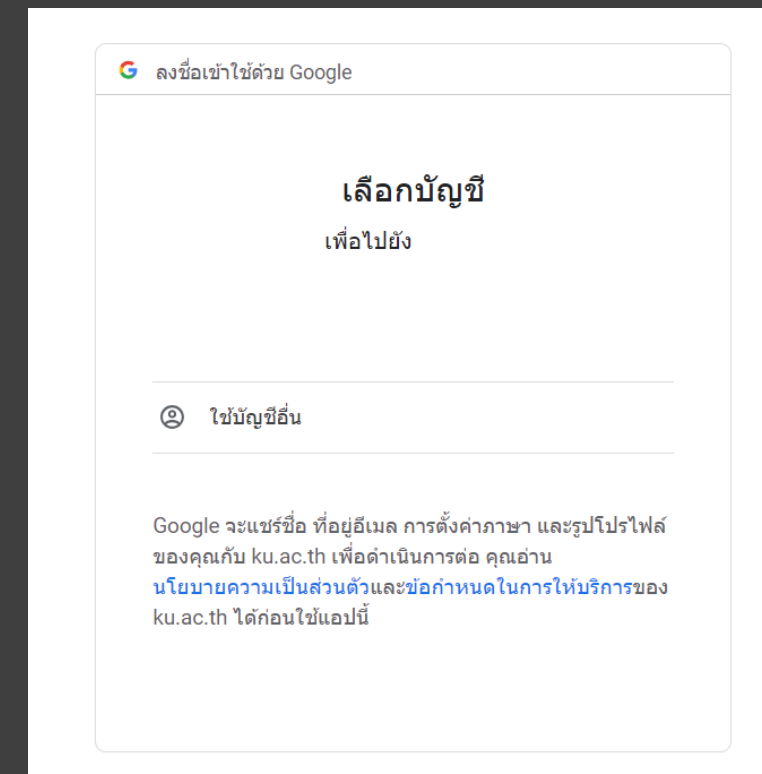 ลงชื่อเข้าใช้ด้วย Google
เลือกบัญชี
เพื่อไปยัง
ใช้บัญชีอื่น
Google จะแชร์ชื่อ ที่อยู่อีเมล การตั้งค่าภาษา และรูปโปรไฟล์
ของคุณกับ ku.ac.th เพื่อดำเนินการต่อ คุณอ่าน
นโยบายความเป็นส่วนตัวและข้อกำหนดในการให้บริการของ
ku.ac.th ได้ก่อนใช้แอปนี้